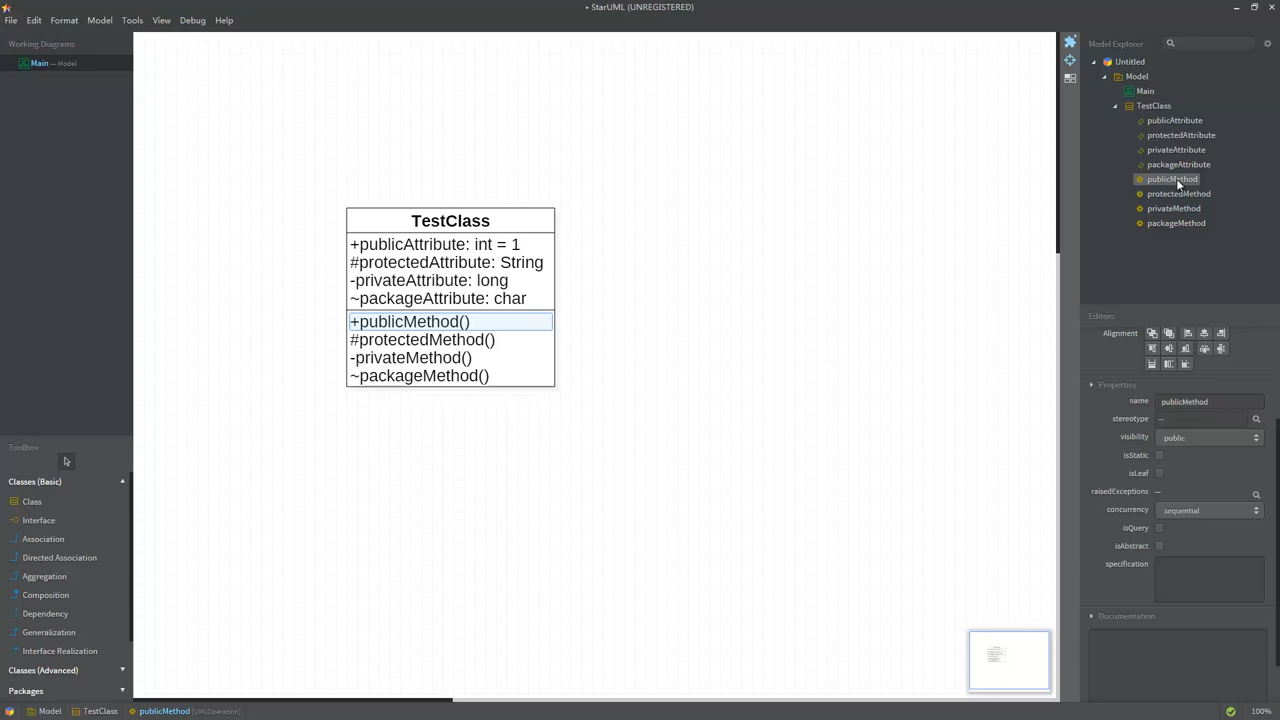 • StarUML (UNREGISTERED)
File Edit Format Model Tools View Debug Help
Working Diagrams
Main — Model
Toolbox
Classes (Basic)
Class
Interface
Association
Directed Association
Aggregation
Composition
Dependency
Generalization
Interface Realization
Classes (Advanced)
Packages
TestClass
+publicAttribute: int = 1
#protectedAttribute: String
-privateAttribute: long
~packageAttribute: char
+publicMethod()
#protectedMethod()
-privateMethod()
~packageMethod()
Model Explorer
Untitled
Model
Main
TestClass
publicAttribute
protectedAttribute
privateAttribute
packageAttribute
publicMethod
protectedMethod
privateMethod
packageMethod
Editors
Alignment
Properties
name publicMethod
stereotype —
visibility public
isStatic
isLeaf
raisedExceptions —
concurrency sequential
isQuery
isAbstract
specification
Documentation
Model TestClass publicMethod [UMLOperation]
100%